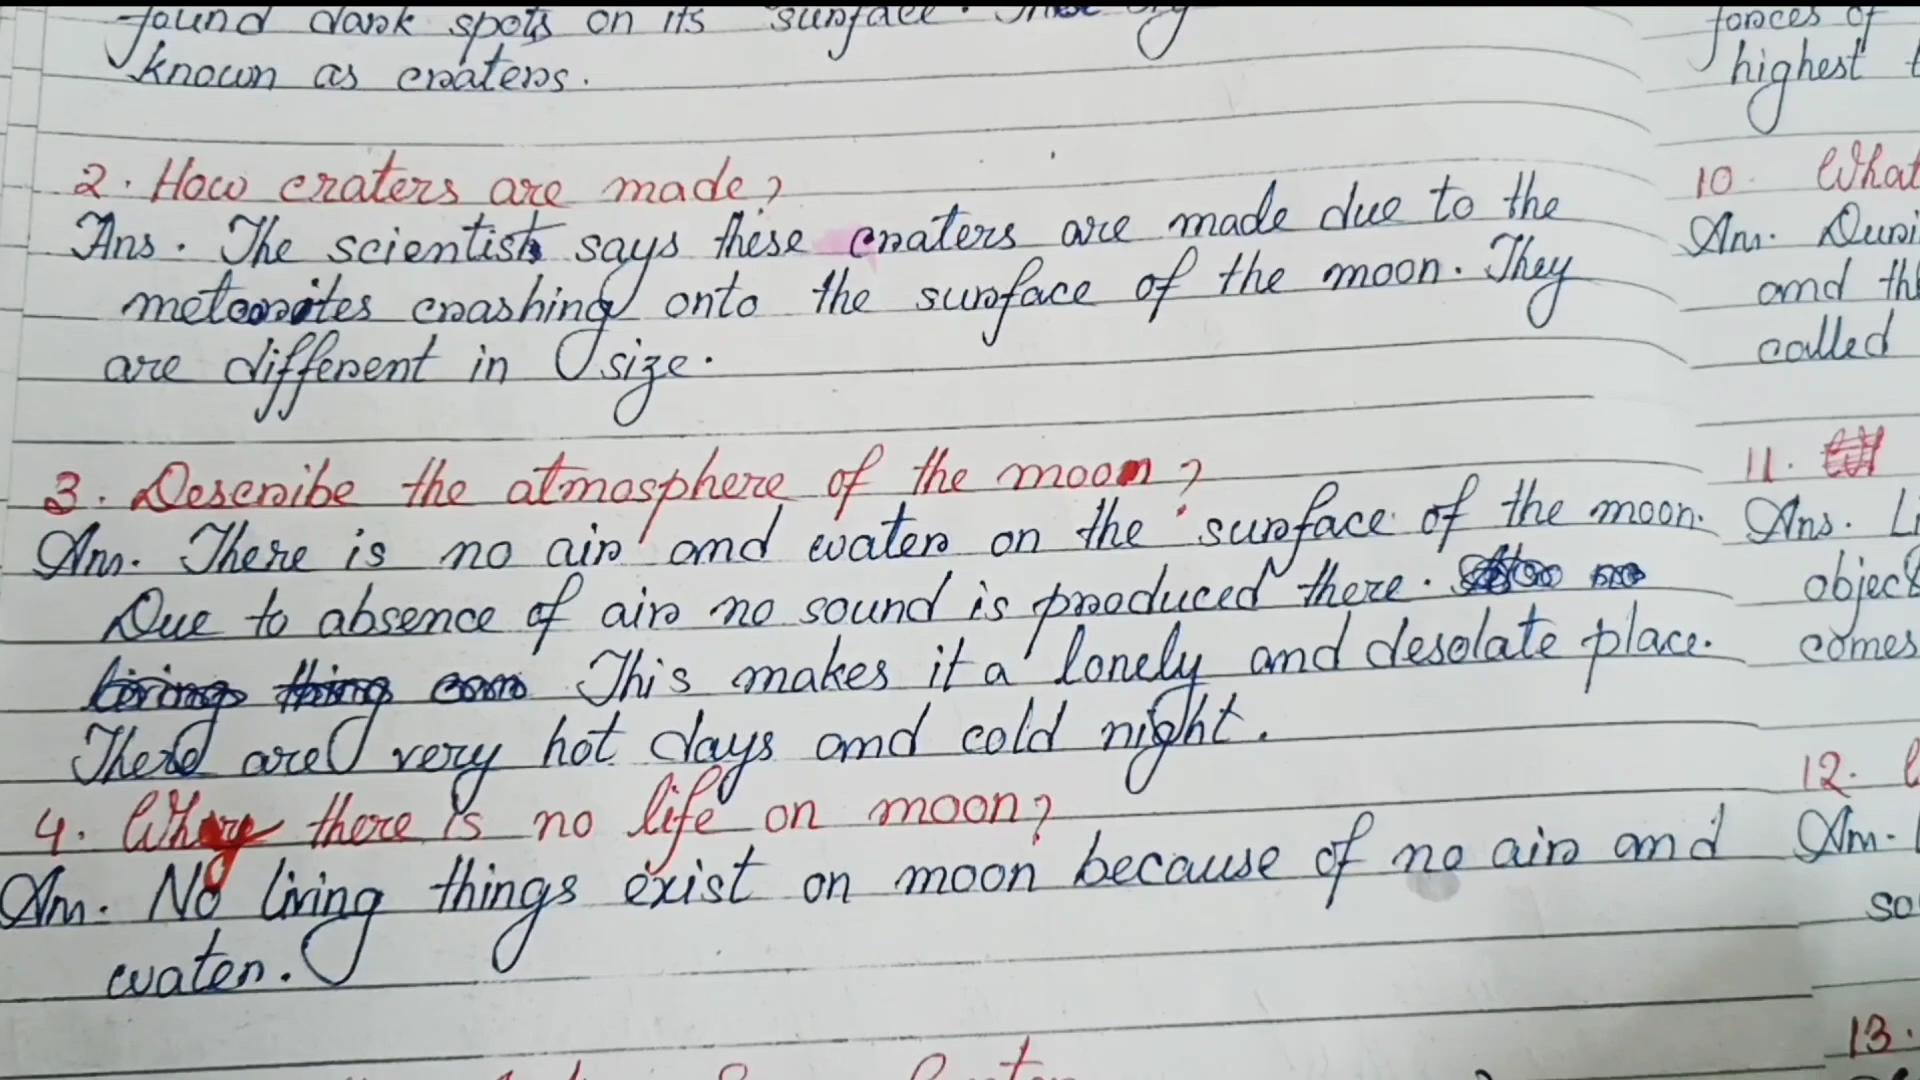 found dark spots on its surface.
known as craters.
2. How craters are made?
Ans. The scientist says these craters are made due to the
meteorites crashing onto the surface of the moon. They
are different in size.
3. Describe the atmosphere of the moon?
Ans. There is no air and water on the surface of the moon.
Due to absence of air no sound is produced there.
living thing can This makes it a lonely and desolate place.
There are very hot days and cold night.
4. Why there is no life on moon?
Ans. No living things exist on moon because of no air and
water.
forces of
highest
10. What
Ans.
and
called
11.
Ans.
object
comes
12.
Ans.
13.